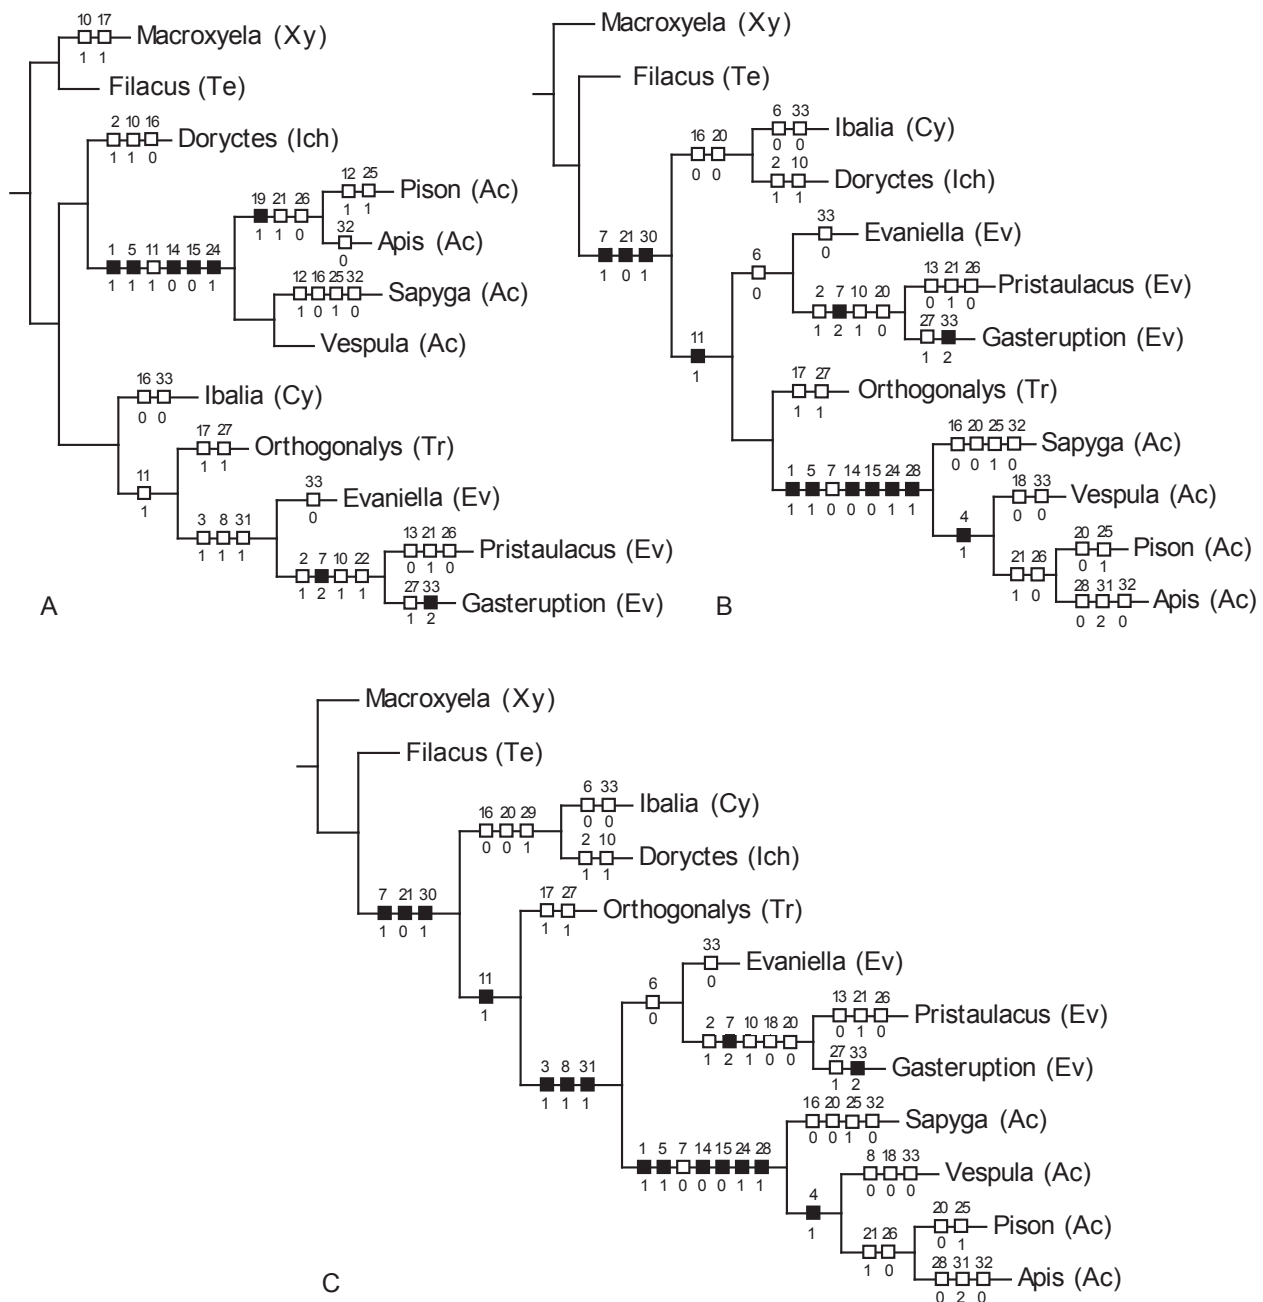 10 17
Macroxyela (Xy)
1 1
Filacus (Te)
2 10 16
Doryctes (Ich)
1 1 0
12 25
Pison (Ac)
1 1
19 21 26
1 1 0
32
Apis (Ac)
0
1 5 11 14 15 24
1 1 1 0 0 1
12 16 25 32
Sapyga (Ac)
1 0 1 0
Vespula (Ac)
16 33
Ibalia (Cy)
0 0
17 27
Orthogonalys (Tr)
1 1
11
1
33
Evaniella (Ev)
0
3 8 31
1 1 1
13 21 26
Pristaulacus (Ev)
0 1 0
2 7 10 22
1 2 1 1
27 33
Gasteruption (Ev)
1 2
A
Macroxyela (Xy)
Filacus (Te)
6 33
Ibalia (Cy)
0 0
16 20
0 0
2 10
Doryctes (Ich)
1 1
7 21 30
1 0 1
33
Evaniella (Ev)
0
6
0
13 21 26
Pristaulacus (Ev)
0 1 0
2 7 10 20
1 2 1 0
27 33
Gasteruption (Ev)
1 2
11
1
17 27
Orthogonalys (Tr)
1 1
16 20 25 32
Sapyga (Ac)
0 0 1 0
1 5 7 14 15 24 28
1 1 0 0 0 1 1
18 33
Vespula (Ac)
0 0
4
1
20 25
Pison (Ac)
0 1
21 26
1 0
28 31 32
Apis (Ac)
0 2 0
B
Macroxyela (Xy)
Filacus (Te)
6 33
Ibalia (Cy)
0 0
16 20 29
0 0 1
2 10
Doryctes (Ich)
1 1
7 21 30
1 0 1
17 27
Orthogonalys (Tr)
1 1
11
1
33
Evaniella (Ev)
0
6
0
13 21 26
Pristaulacus (Ev)
0 1 0
2 7 10 18 20
1 2 1 0 0
27 33
Gasteruption (Ev)
1 2
3 8 31
1 1 1
16 20 25 32
Sapyga (Ac)
0 0 1 0
1 5 7 14 15 24 28
1 1 0 0 0 1 1
8 18 33
Vespula (Ac)
0 0 0
4
1
20 25
Pison (Ac)
0 1
21 26
1 0
28 31 32
Apis (Ac)
0 2 0
C